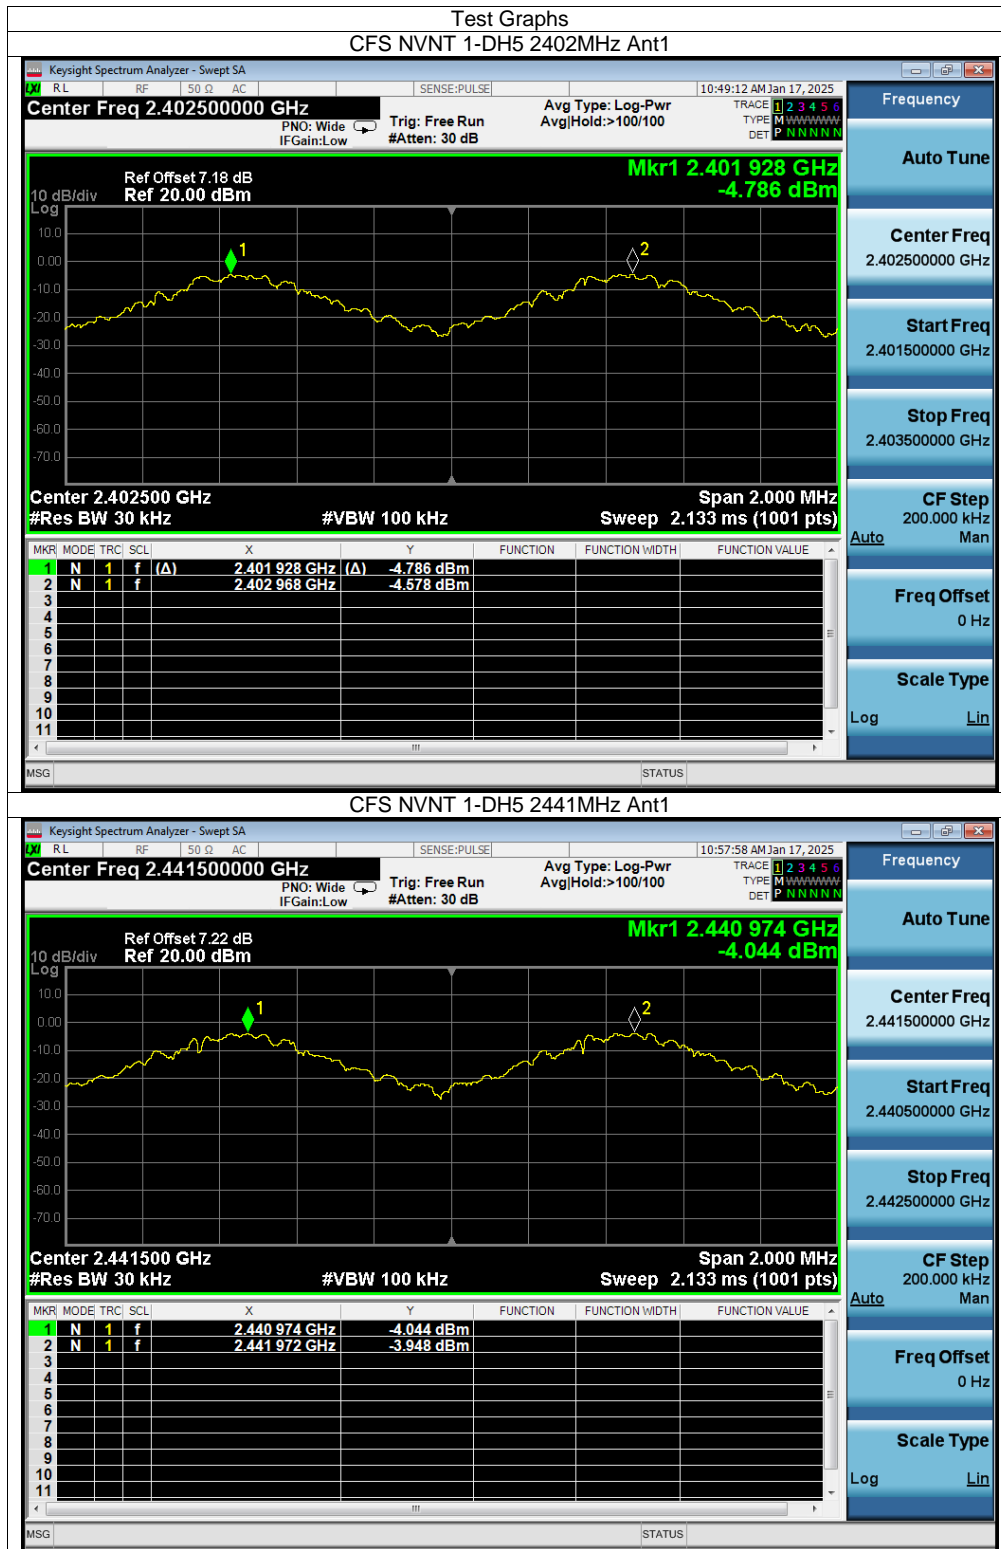 Test Graphs
CFS NVNT 1-DH5 2402MHz Ant1
Keysight Spectrum Analyzer - Swept SA
LXI RL RF 50 Ω AC SENSE:PULSE 10:49:12 AM Jan 17, 2025
Center Freq 2.402500000 GHz
PNO: Wide
IFGain:Low
Trig: Free Run
#Atten: 30 dB
Avg Type: Log-Pwr
Avg|Hold:>100/100
TRACE 1 2 3 4 5 6
TYPE M WWWWW
DET P N N N N N
Frequency
Auto Tune
Center Freq
2.402500000 GHz
Start Freq
2.401500000 GHz
Stop Freq
2.403500000 GHz
CF Step
200.000 kHz
Auto Man
Freq Offset
0 Hz
Scale Type
Log Lin
Mkr1 2.401 928 GHz
-4.786 dBm
Ref Offset 7.18 dB
10 dB/div Ref 20.00 dBm
Log
10.0
0.00
-10.0
-20.0
-30.0
-40.0
-50.0
-60.0
-70.0
1
2
Center 2.402500 GHz Span 2.000 MHz
#Res BW 30 kHz #VBW 100 kHz Sweep 2.133 ms (1001 pts)
MKR MODE TRC SCL X Y FUNCTION FUNCTION WIDTH FUNCTION VALUE
1 N 1 f (Δ) 2.401 928 GHz (Δ) -4.786 dBm
2 N 1 f 2.402 968 GHz -4.578 dBm
3
4
5
6
7
8
9
10
11
MSG STATUS
CFS NVNT 1-DH5 2441MHz Ant1
Keysight Spectrum Analyzer - Swept SA
LXI RL RF 50 Ω AC SENSE:PULSE 10:57:58 AM Jan 17, 2025
Center Freq 2.441500000 GHz
PNO: Wide
IFGain:Low
Trig: Free Run
#Atten: 30 dB
Avg Type: Log-Pwr
Avg|Hold:>100/100
TRACE 1 2 3 4 5 6
TYPE M WWWWW
DET P N N N N N
Frequency
Auto Tune
Center Freq
2.441500000 GHz
Start Freq
2.440500000 GHz
Stop Freq
2.442500000 GHz
CF Step
200.000 kHz
Auto Man
Freq Offset
0 Hz
Scale Type
Log Lin
Mkr1 2.440 974 GHz
-4.044 dBm
Ref Offset 7.22 dB
10 dB/div Ref 20.00 dBm
Log
10.0
0.00
-10.0
-20.0
-30.0
-40.0
-50.0
-60.0
-70.0
1
2
Center 2.441500 GHz Span 2.000 MHz
#Res BW 30 kHz #VBW 100 kHz Sweep 2.133 ms (1001 pts)
MKR MODE TRC SCL X Y FUNCTION FUNCTION WIDTH FUNCTION VALUE
1 N 1 f 2.440 974 GHz -4.044 dBm
2 N 1 f 2.441 972 GHz -3.948 dBm
3
4
5
6
7
8
9
10
11
MSG STATUS